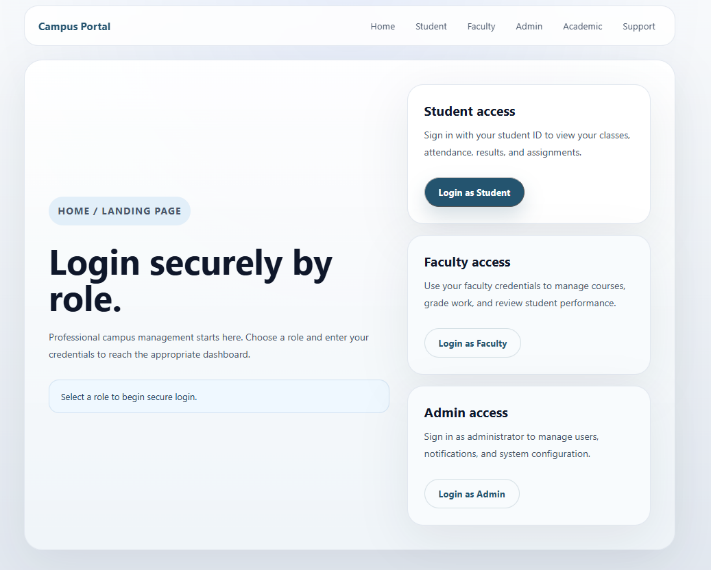 Campus Portal
Home Student Faculty Admin Academic Support
HOME / LANDING PAGE
Login securely by
role.
Professional campus management starts here. Choose a role and enter your
credentials to reach the appropriate dashboard.
Select a role to begin secure login.
Student access
Sign in with your student ID to view your classes,
attendance, results, and assignments.
Login as Student
Faculty access
Use your faculty credentials to manage courses,
grade work, and review student performance.
Login as Faculty
Admin access
Sign in as administrator to manage users,
notifications, and system configuration.
Login as Admin